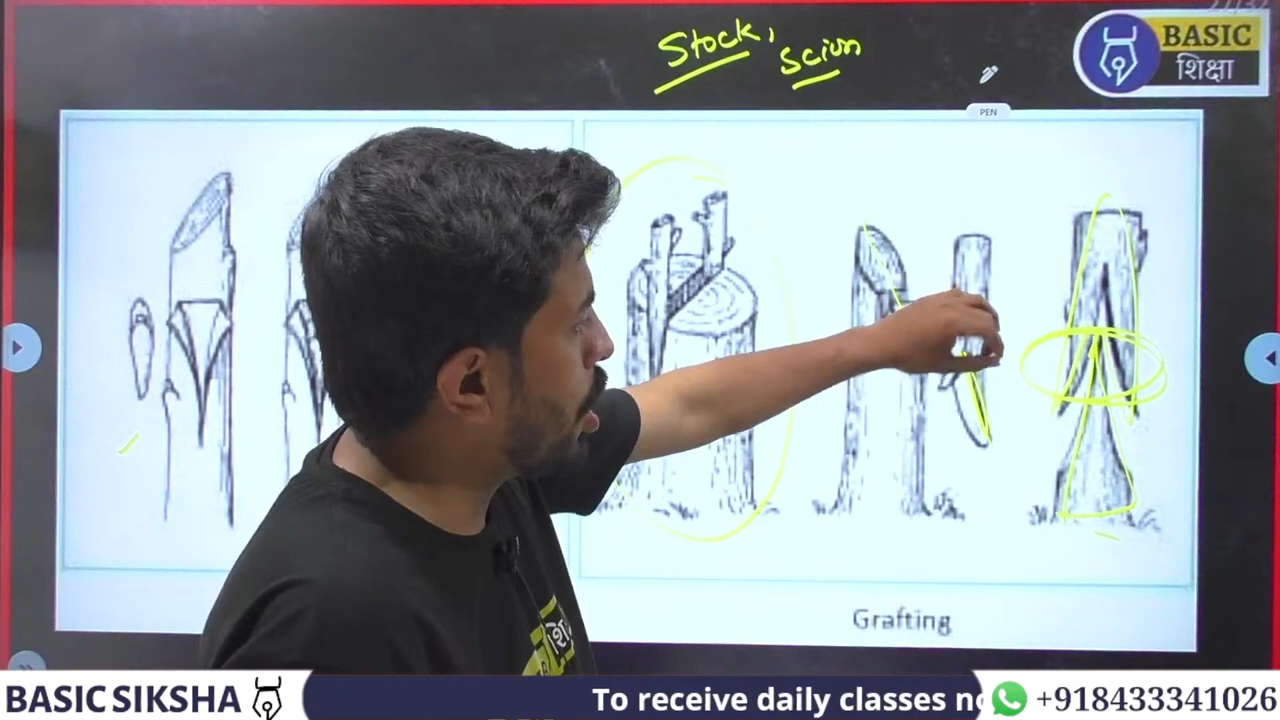 Stock, Scion
BASIC
शिक्षा
PEN
Grafting
BASIC SIKSHA
To receive daily classes
+918433341026